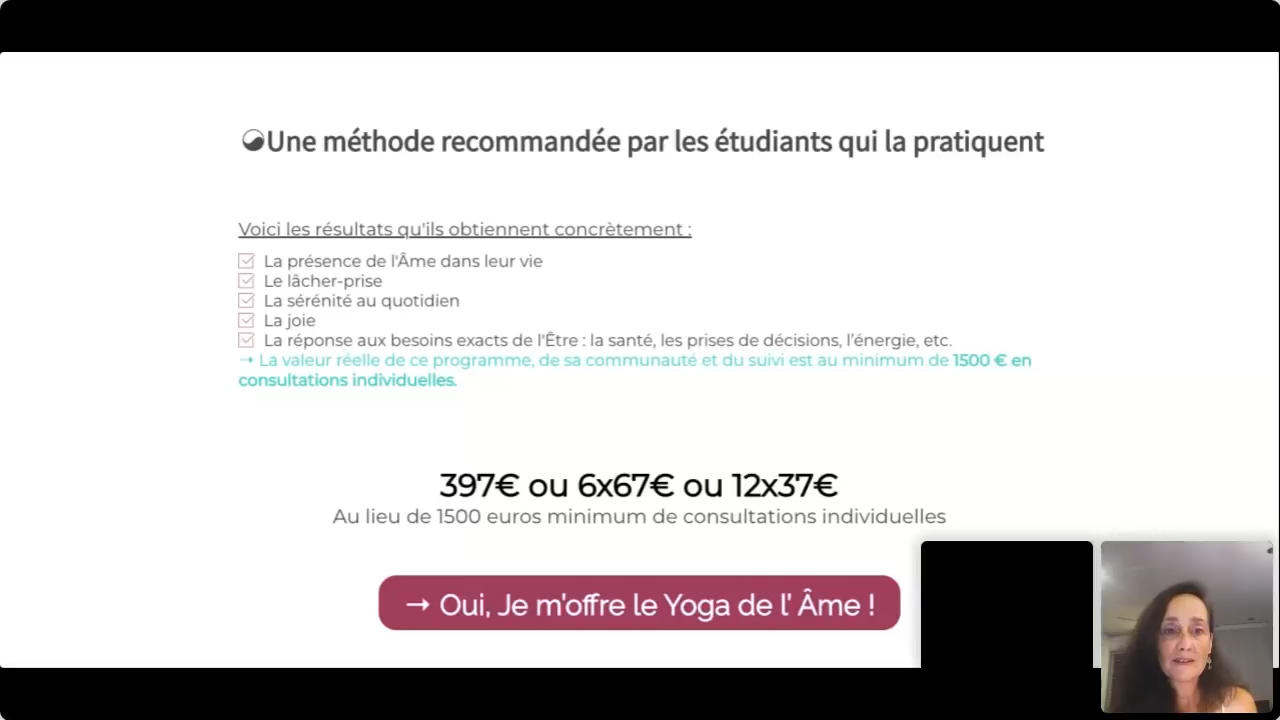 Une méthode recommandée par les étudiants qui la pratiquent
Voici les résultats qu'ils obtiennent concrètement :
La présence de l'Âme dans leur vie
Le lâcher-prise
La sérénité au quotidien
La joie
La réponse aux besoins exacts de l'Être : la santé, les prises de décisions, l’énergie, etc.
→ La valeur réelle de ce programme, de sa communauté et du suivi est au minimum de 1500 € en
consultations individuelles.
397€ ou 6x67€ ou 12x37€
Au lieu de 1500 euros minimum de consultations individuelles
→ Oui, Je m’offre le Yoga de l’ Âme !